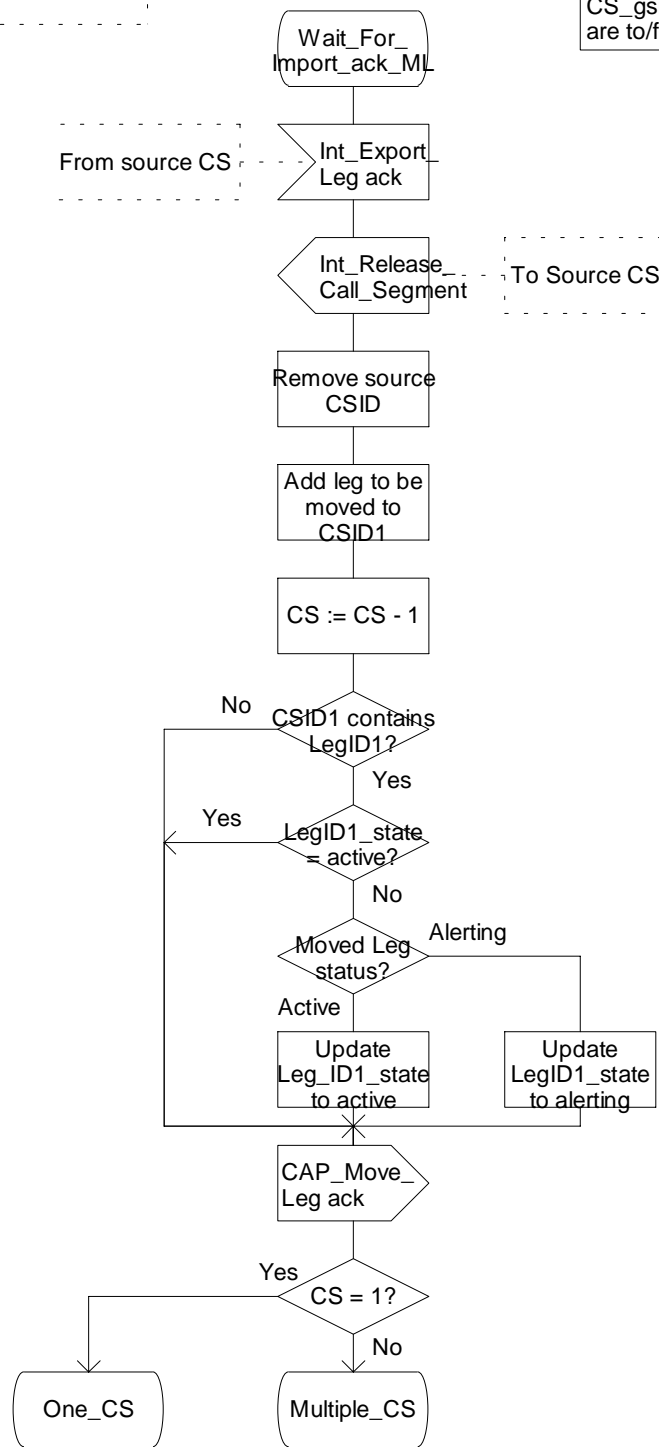 CS_gs
are to/f
Wait_For_
Import_ack_ML
From source CS
Int_Export_
Leg ack
Int_Release_
Call_Segment
To Source CS
Remove source
CSID
Add leg to be
moved to
CSID1
CS := CS - 1
No
CSID1 contains
LegID1?
Yes
Yes
LegID1_state
= active?
No
Moved Leg
status?
Alerting
Active
Update
Leg_ID1_state
to active
Update
LegID1_state
to alerting
CAP_Move_
Leg ack
Yes
CS = 1?
No
One_CS
Multiple_CS